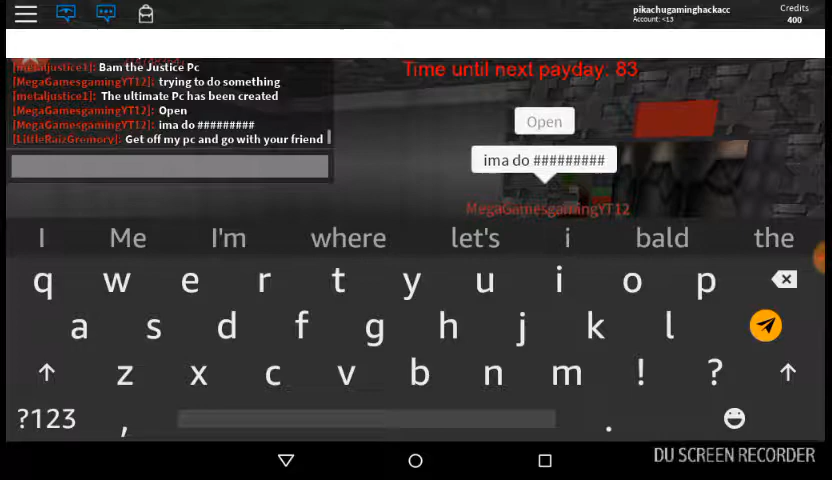 pikachugaminghackacc
Account: <13
Credits
400
[metaljustice1]: Bam the Justice Pc
[MegaGamesgamingYT12]: trying to do something
[metaljustice1]: The ultimate Pc has been created
[MegaGamesgamingYT12]: Open
[MegaGamesgamingYT12]: ima do #########
[LittleRaizGremory]: Get off my pc and go with your friend
Time until next payday: 83
Open
ima do #########
MegaGamesgamingYT12
I Me I'm where let's i bald the
q w e r t y u i o p
a s d f g h j k l
z x c v b n m ! ?
?123 , .
DU SCREEN RECORDER